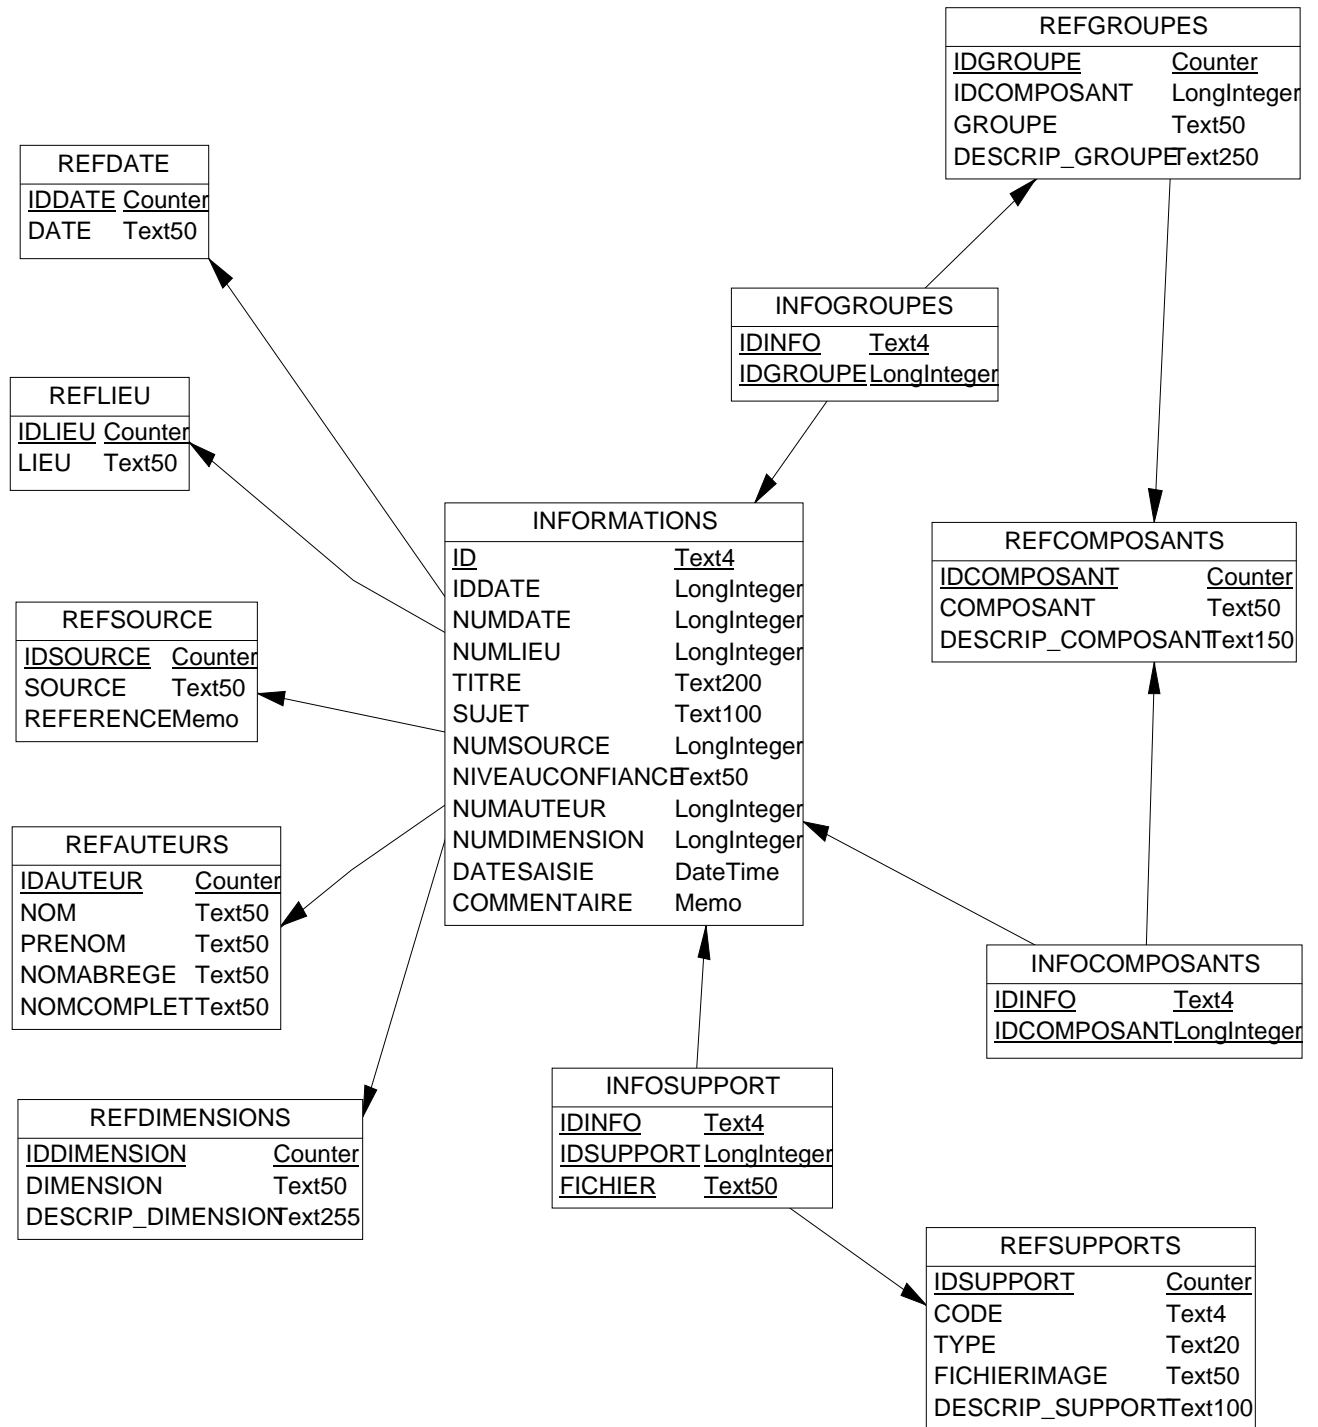 REFGROUPES
IDGROUPE Counter
IDCOMPOSANT LongInteger
GROUPE Text50
DESCRIP_GROUPE Text250
REFDATE
IDDATE Counter
DATE Text50
INFOGROUPES
IDINFO Text4
IDGROUPE LongInteger
REFLIEU
IDLIEU Counter
LIEU Text50
INFORMATIONS
ID Text4
IDDATE LongInteger
NUMDATE LongInteger
NUMLIEU LongInteger
TITRE Text200
SUJET Text100
NUMSOURCE LongInteger
NIVEAUCONFIANCE Text50
NUMAUTEUR LongInteger
NUMDIMENSION LongInteger
DATESAISIE DateTime
COMMENTAIRE Memo
REFCOMPOSANTS
IDCOMPOSANT Counter
COMPOSANT Text50
DESCRIP_COMPOSANT Text150
REFSOURCE
IDSOURCE Counter
SOURCE Text50
REFERENCE Memo
REFAUTEURS
IDAUTEUR Counter
NOM Text50
PRENOM Text50
NOMABREGE Text50
NOMCOMPLET Text50
INFOCOMPOSANTS
IDINFO Text4
IDCOMPOSANT LongInteger
INFOSUPPORT
IDINFO Text4
IDSUPPORT LongInteger
FICHIER Text50
REFDIMENSIONS
IDDIMENSION Counter
DIMENSION Text50
DESCRIP_DIMENSION Text255
REFSUPPORTS
IDSUPPORT Counter
CODE Text4
TYPE Text20
FICHIERIMAGE Text50
DESCRIP_SUPPORT Text100